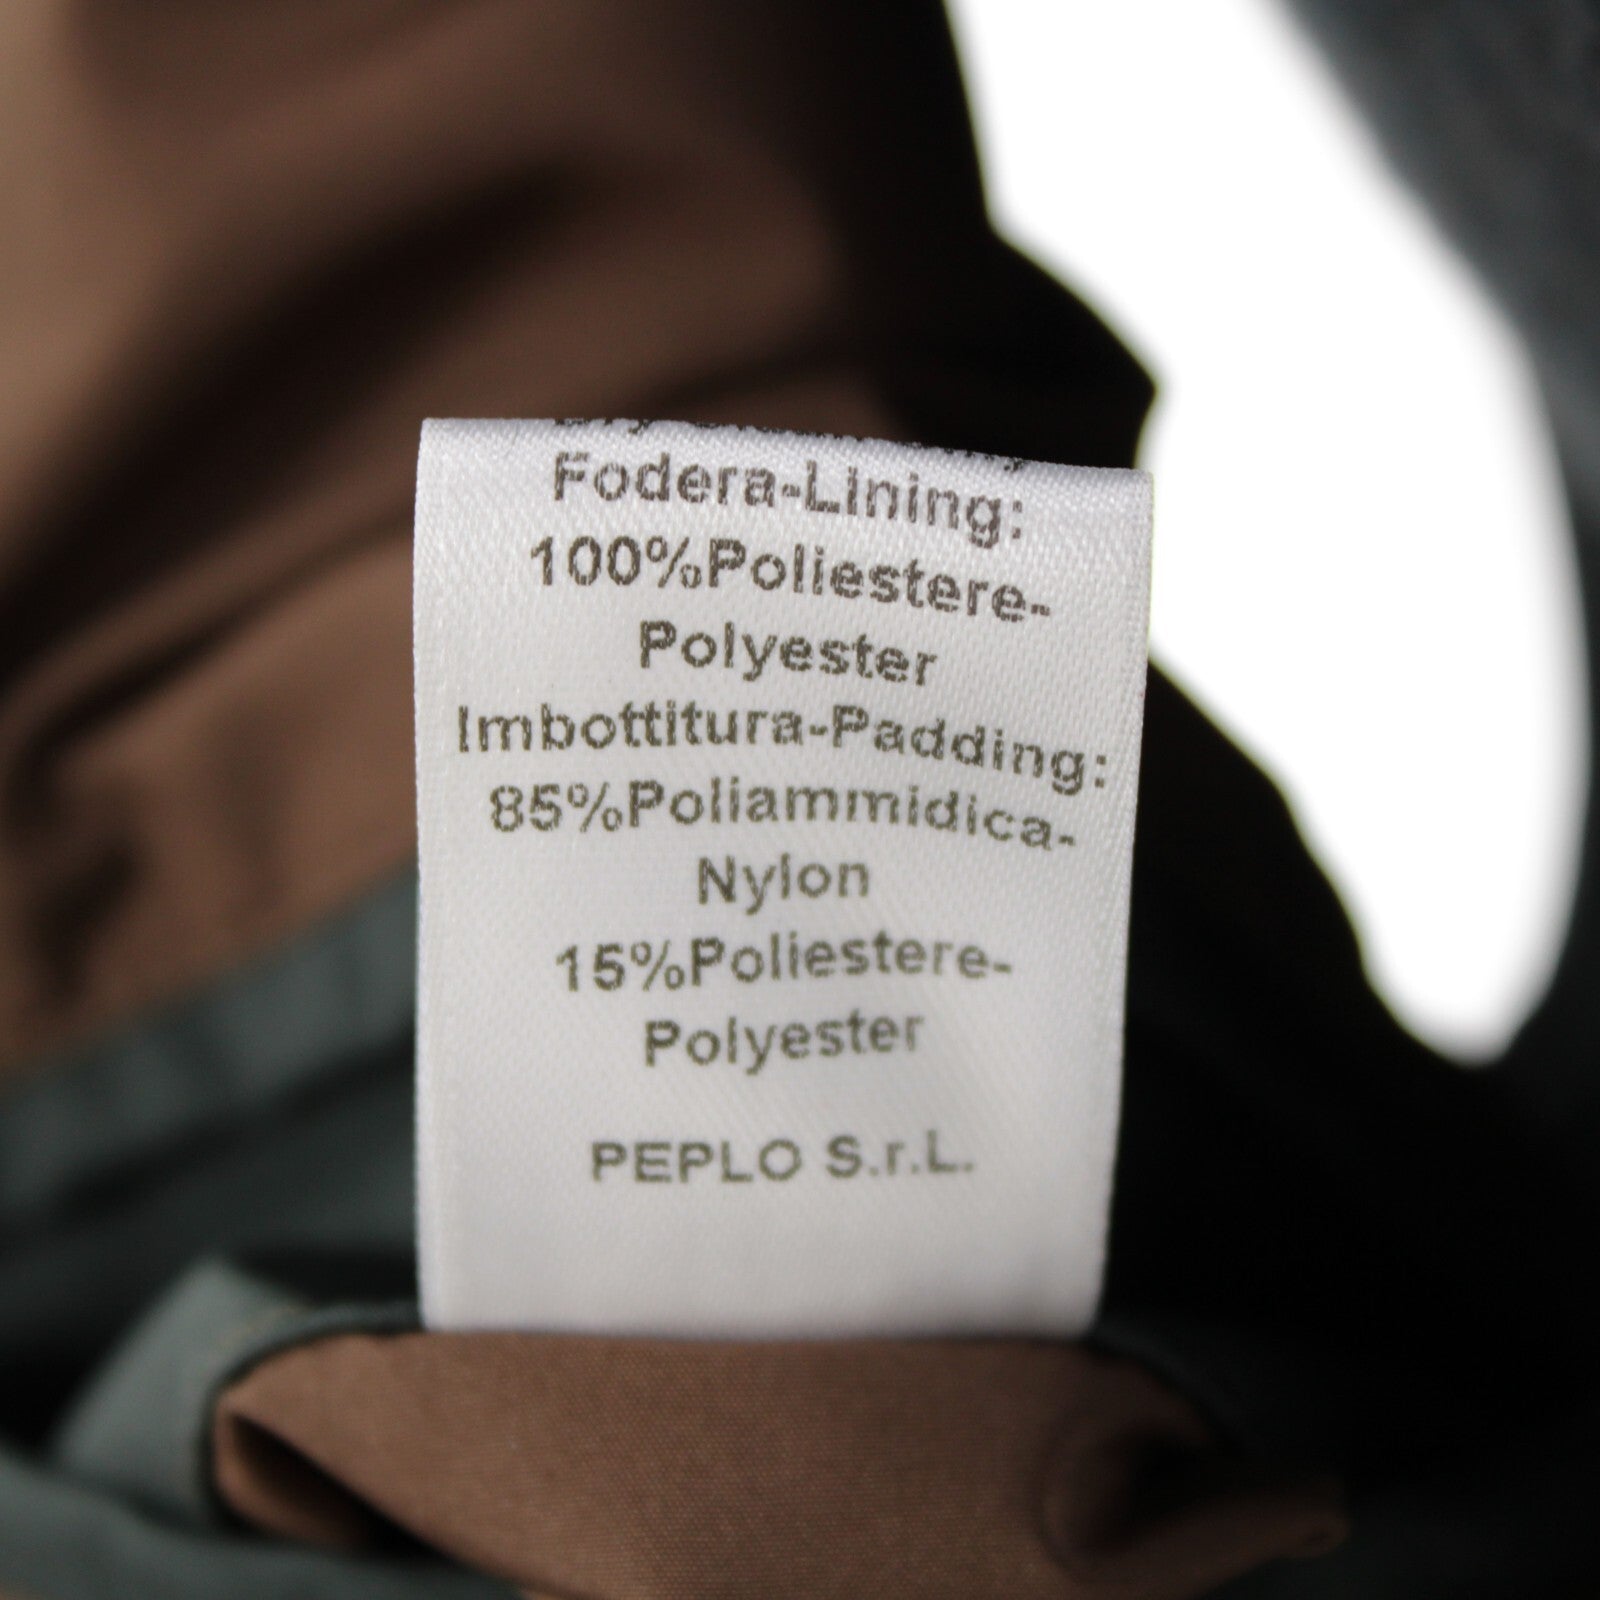 Fodera-Lining:
100%Poliestere-
Polyester
Imbottitura-Padding:
85%Poliammidica-
Nylon
15%Poliestere-
Polyester
PEPLO S.r.L.